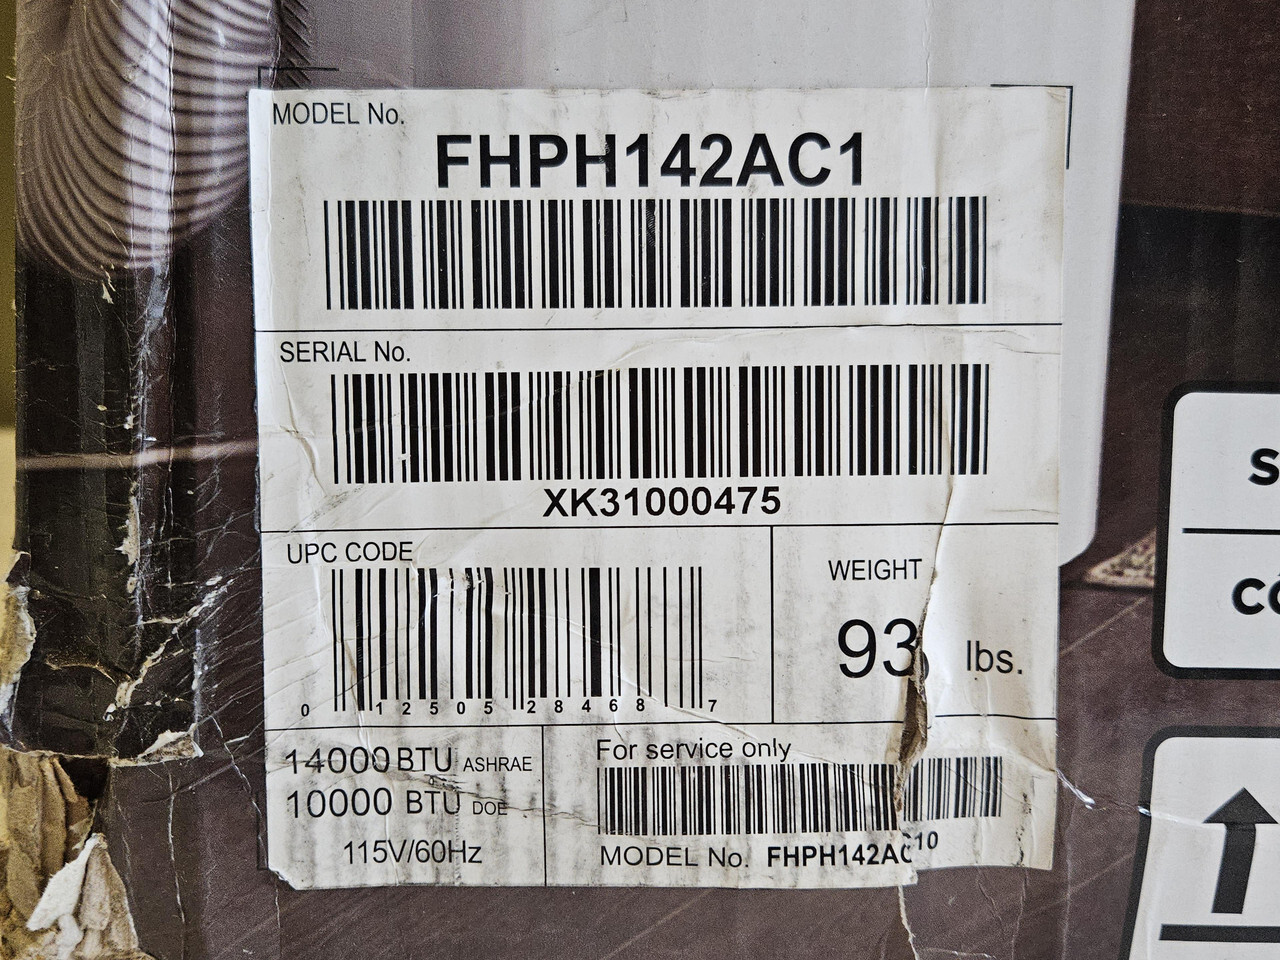 MODEL No.
FHPH142AC1
SERIAL No.
XK31000475
UPC CODE
0 12505 28468 7
WEIGHT
93 lbs.
14000 BTU ASHRAE
10000 BTU DOE
115V/60Hz
For service only
MODEL No. FHPH142AC10